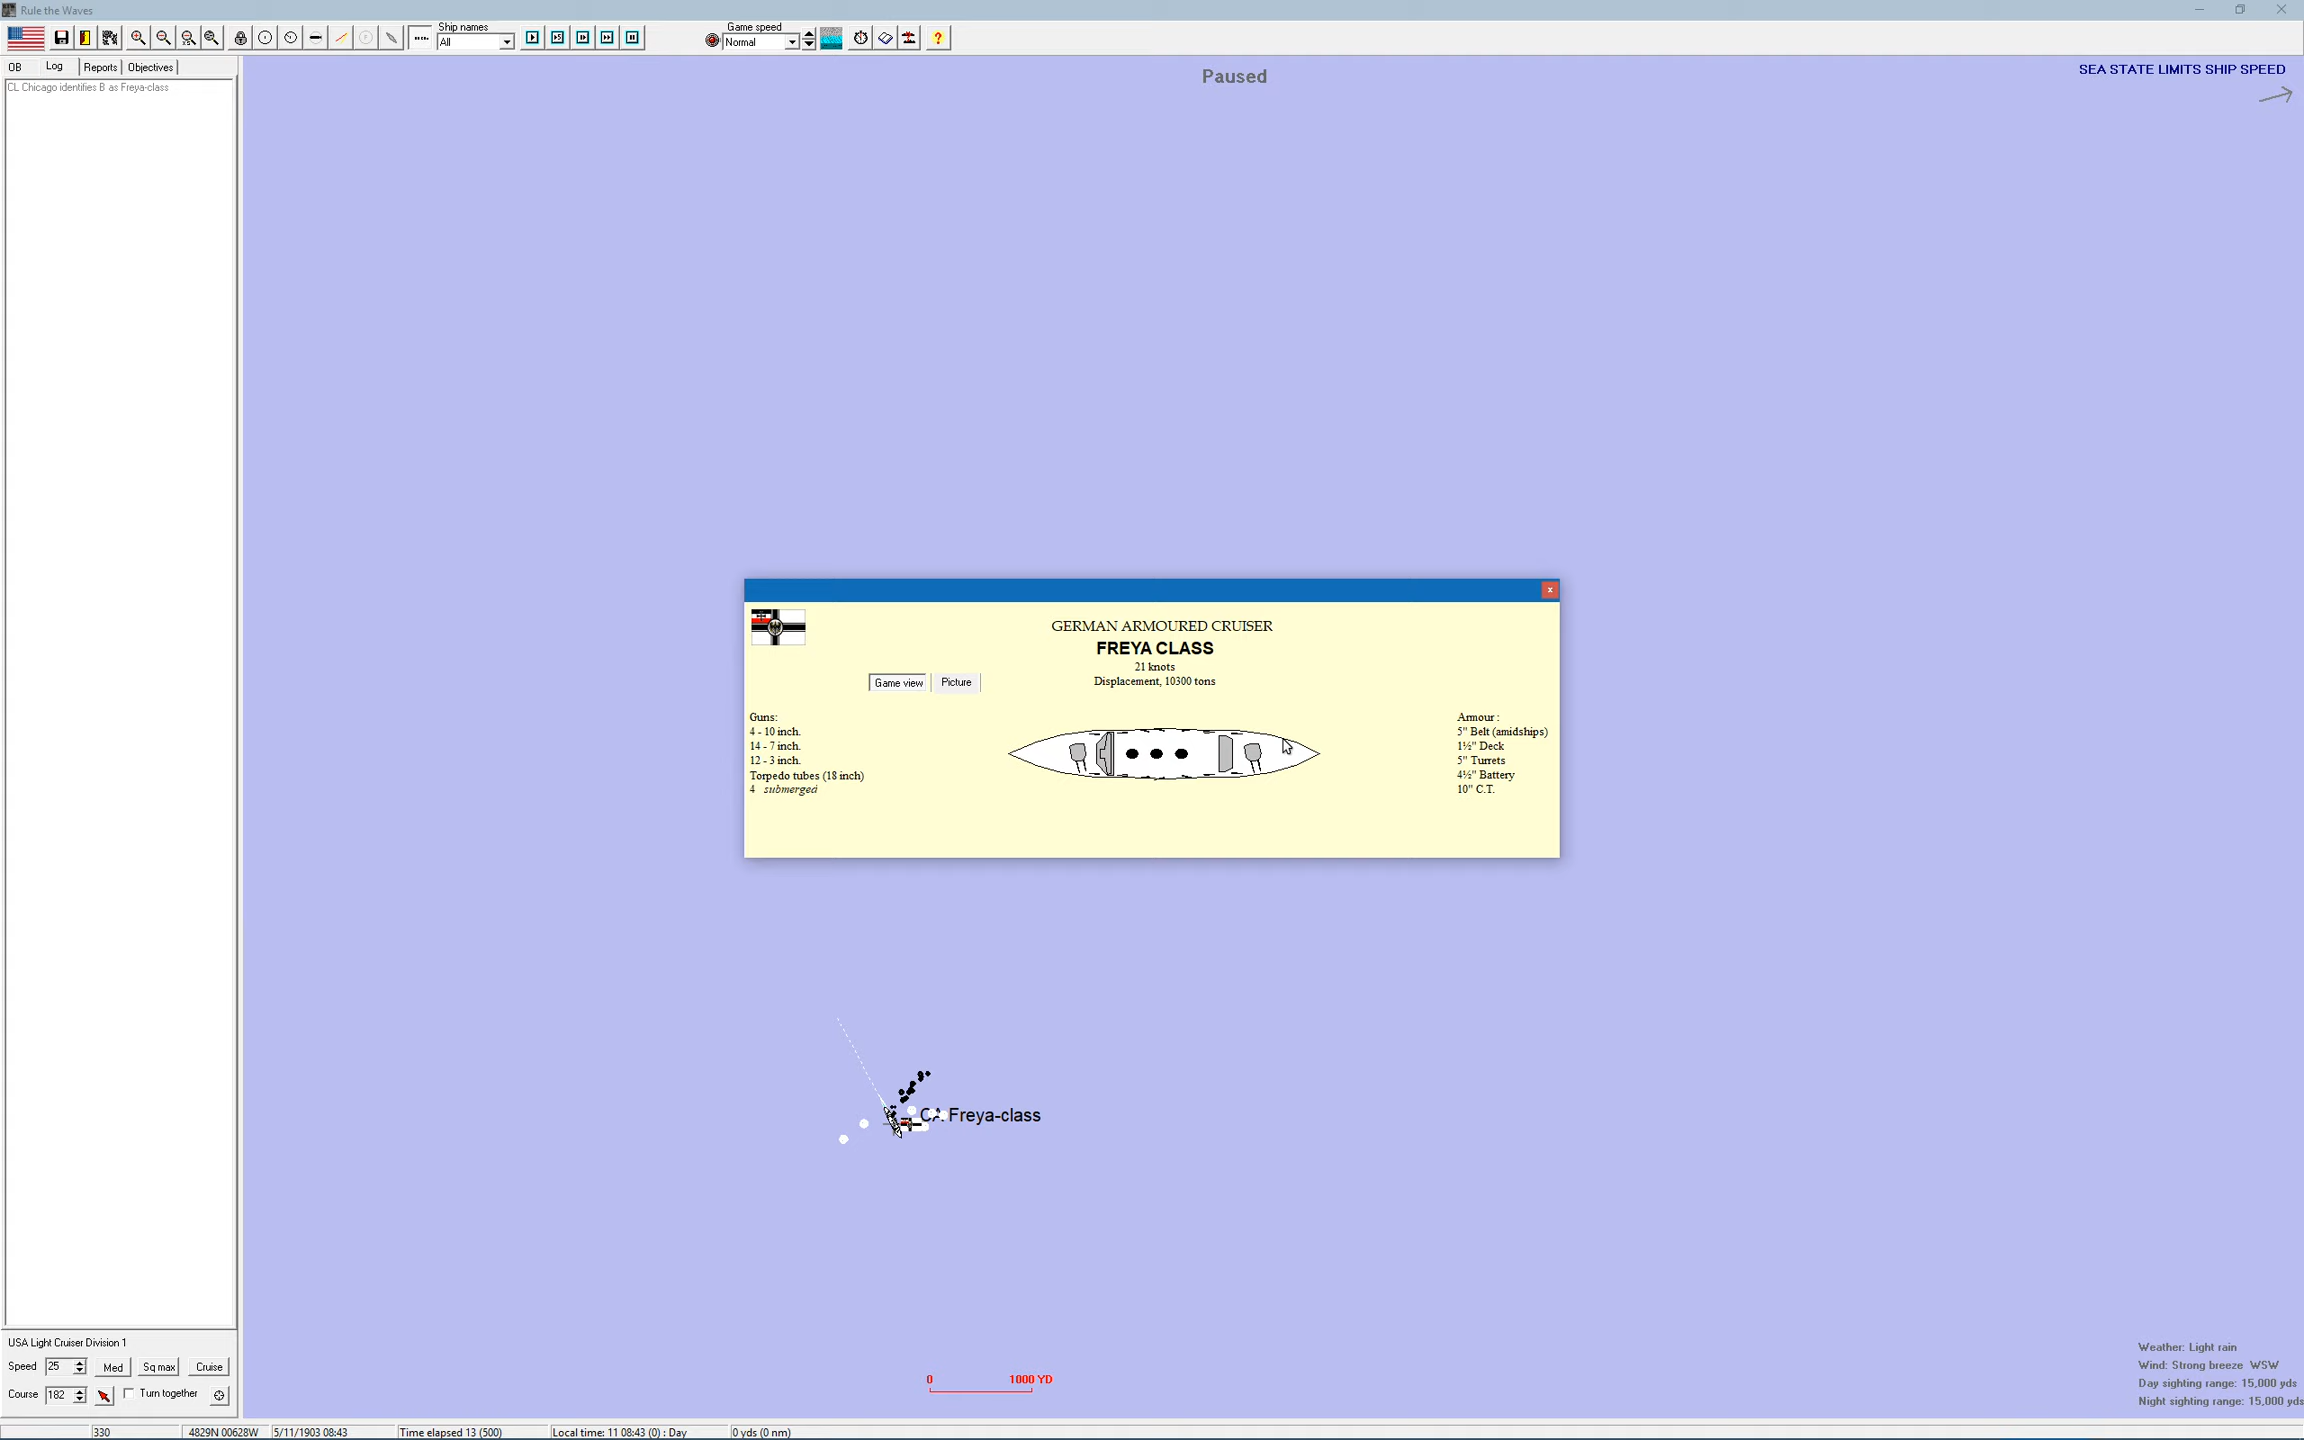 Rule the Waves
Ship names
All
Game speed
Normal
?
OB Log Reports Objectives
CL Chicago identifies B as Freya-class
Paused
SEA STATE LIMITS SHIP SPEED
x
GERMAN ARMOURED CRUISER
FREYA CLASS
21 knots
Displacement, 10300 tons
Game view Picture
Guns:
4 - 10 inch.
14 - 7 inch.
12 - 3 inch.
Torpedo tubes (18 inch)
4 submerged
Armour :
5" Belt (amidships)
1½" Deck
5" Turrets
4½" Battery
10" C.T.
CA Freya-class
0 1000 YD
USA Light Cruiser Division 1
Speed 25 Med Sq max Cruise
Course 182 Turn together
Weather: Light rain
Wind: Strong breeze WSW
Day sighting range: 15,000 yds
Night sighting range: 15,000 yds
330 4829N 00628W 5/11/1903 08:43 Time elapsed 13 (500) Local time: 11 08:43 (0) : Day 0 yds (0 nm)